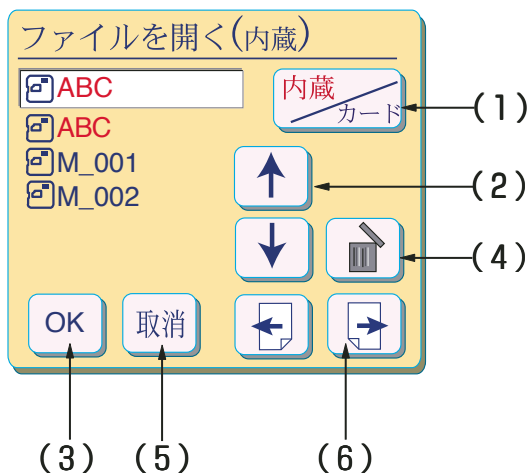 ファイルを開く(内蔵)
ABC
内蔵
カード
(1)
ABC
M_001
M_002
(2)
(4)
OK
取消
(3)
(5)
(6)